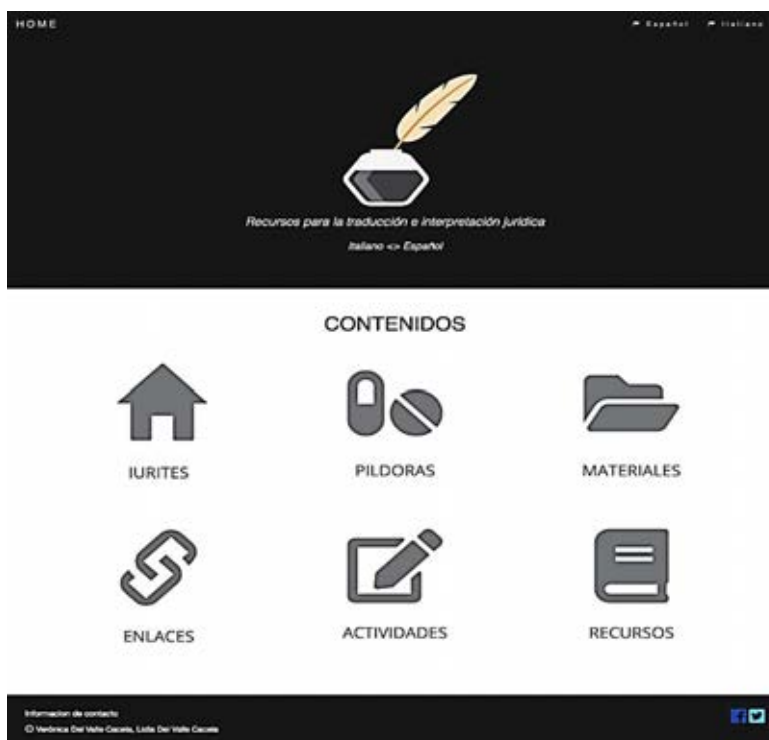 HOME
Español Italiano
Recursos para la traducción e interpretación jurídica
Italiano <> Español
CONTENIDOS
IURITES PILDORAS MATERIALES
ENLACES ACTIVIDADES RECURSOS
Informacion de contacto
© Verónica Del Valle Cacela, Del Valle Cacela